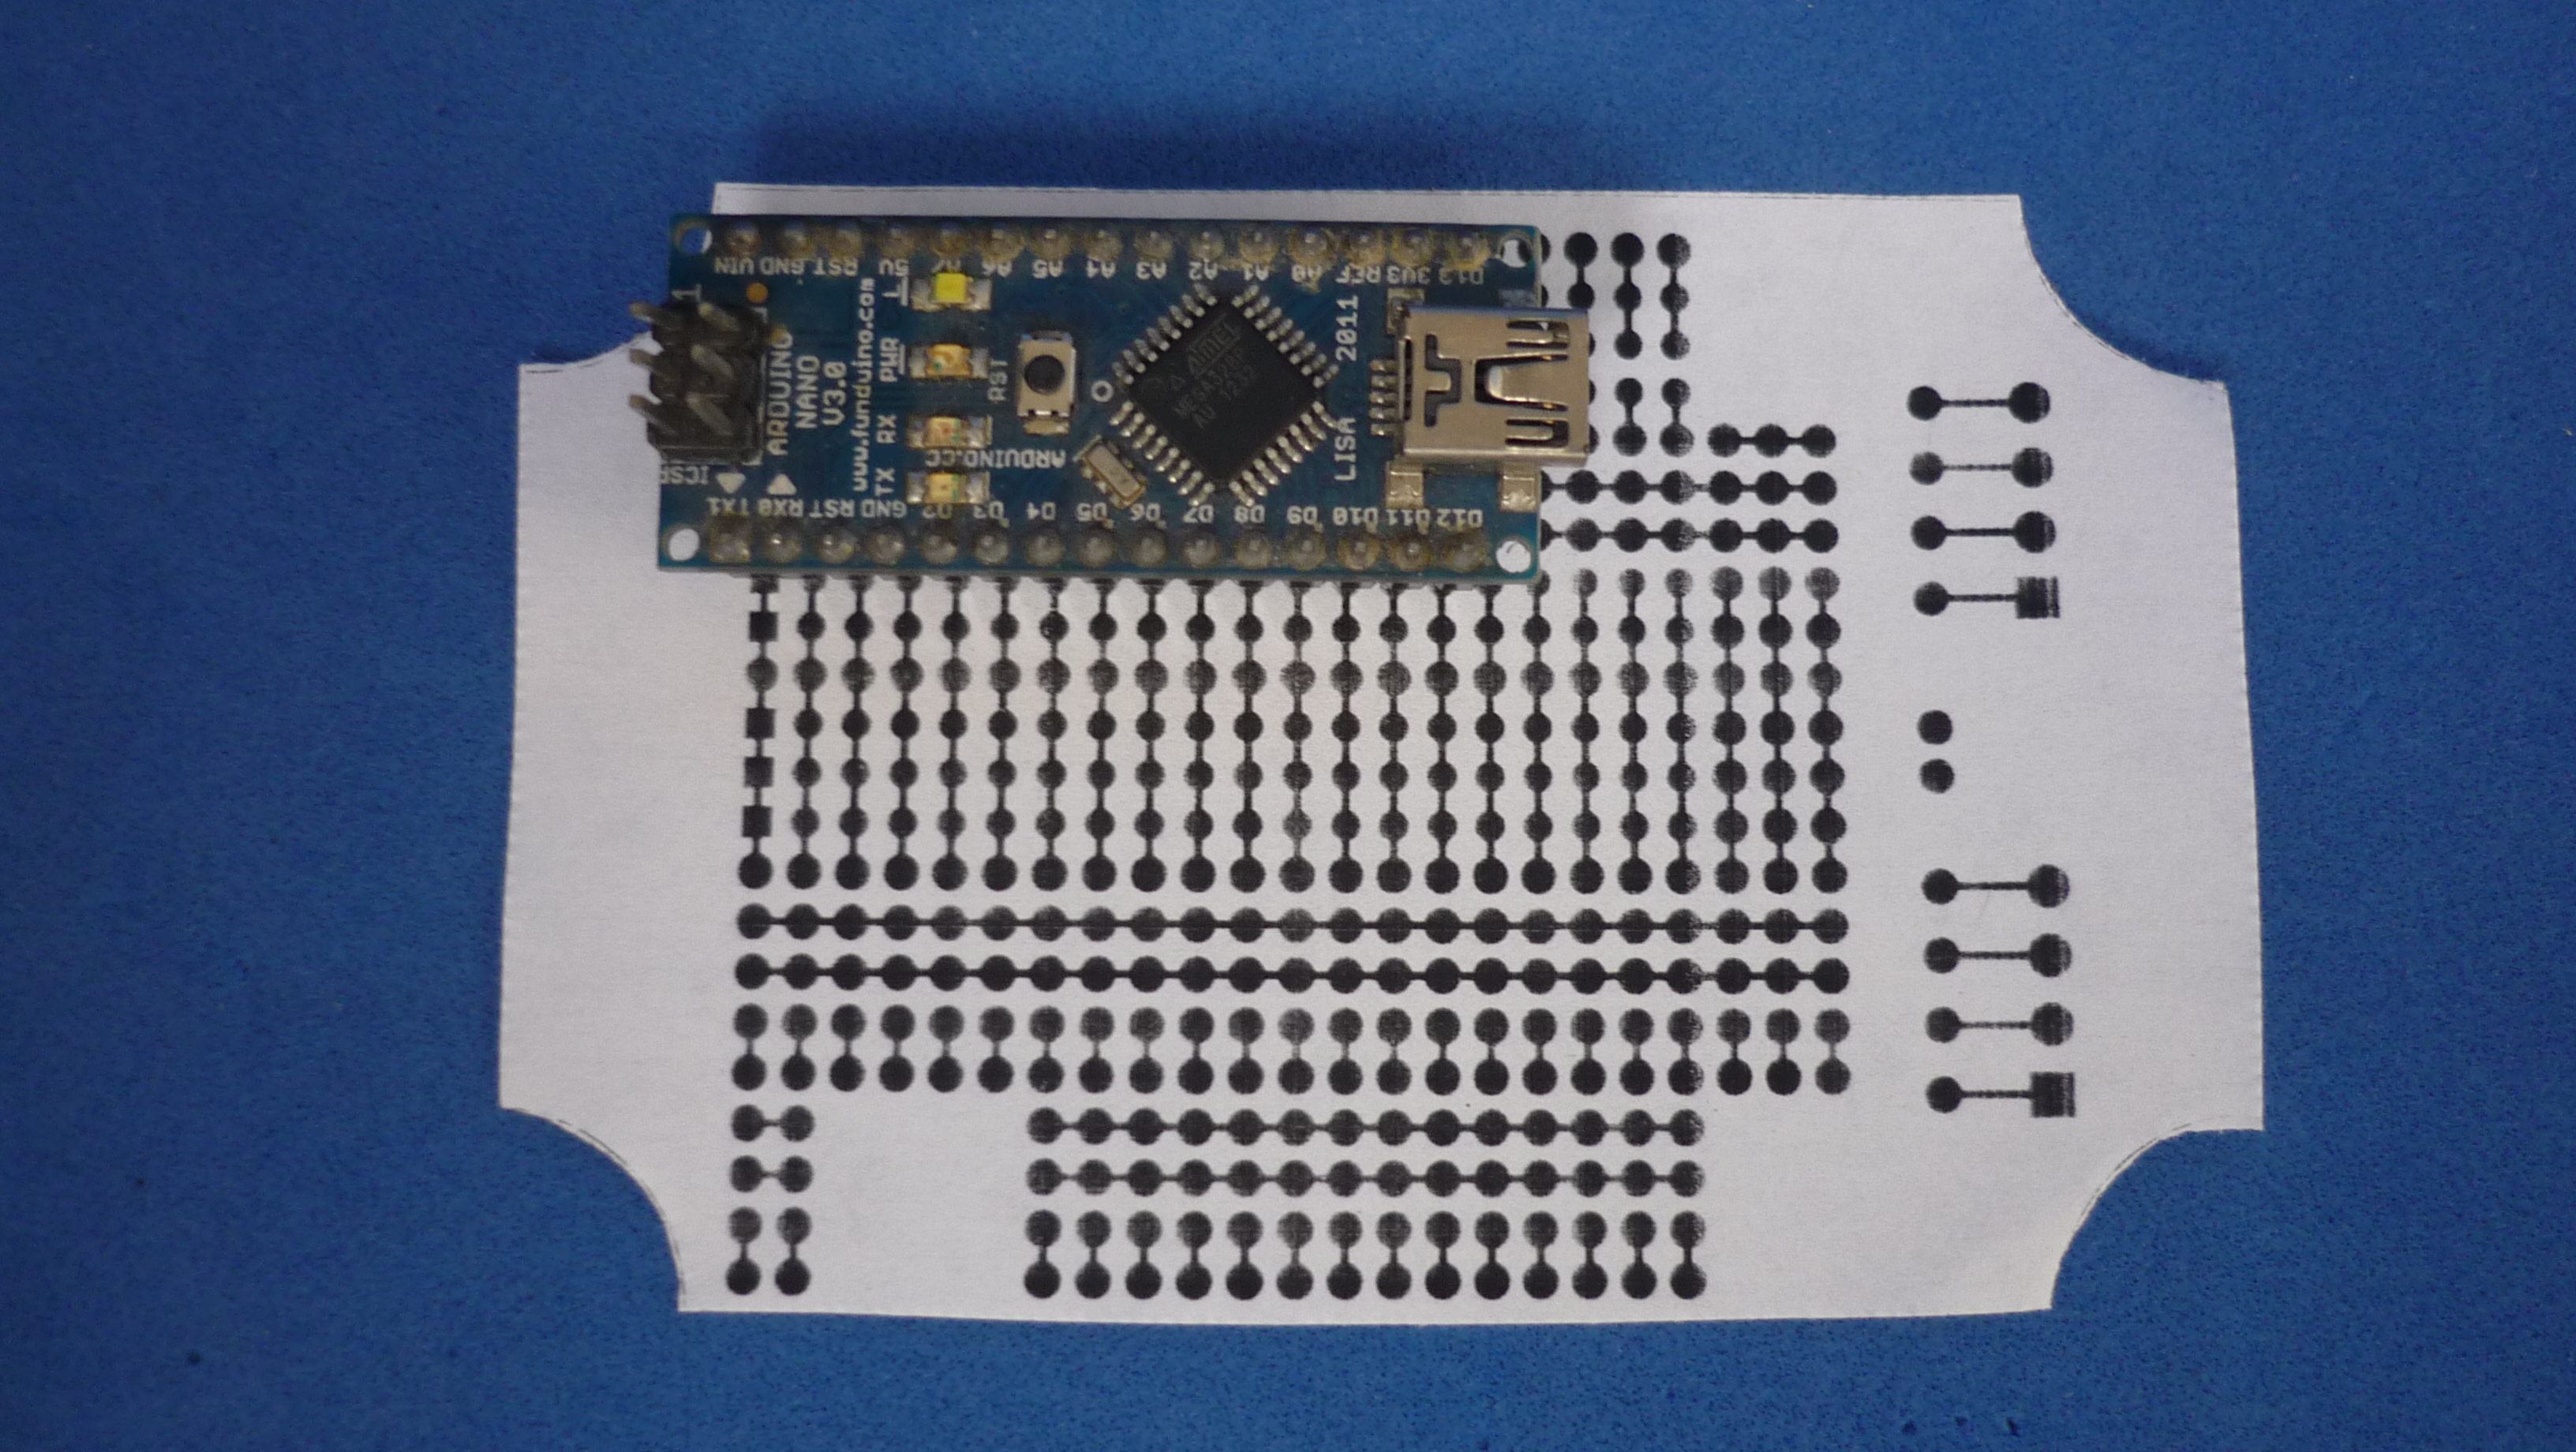 VIN GND RST 5V A7 A6 A5 A4 A3 A2 A1 A0 REF 3V3 D13
1
L
PWR
RX
TX
RST
ARDUINO
NANO
V3.0
www.funduino.com
ARDUINO.CC
ATMEL
MEGA328P
AU 1232
LISA 2011
ICSP
TX1 RX0 RST GND D2 D3 D4 D5 D6 D7 D8 D9 D10 D11 D12